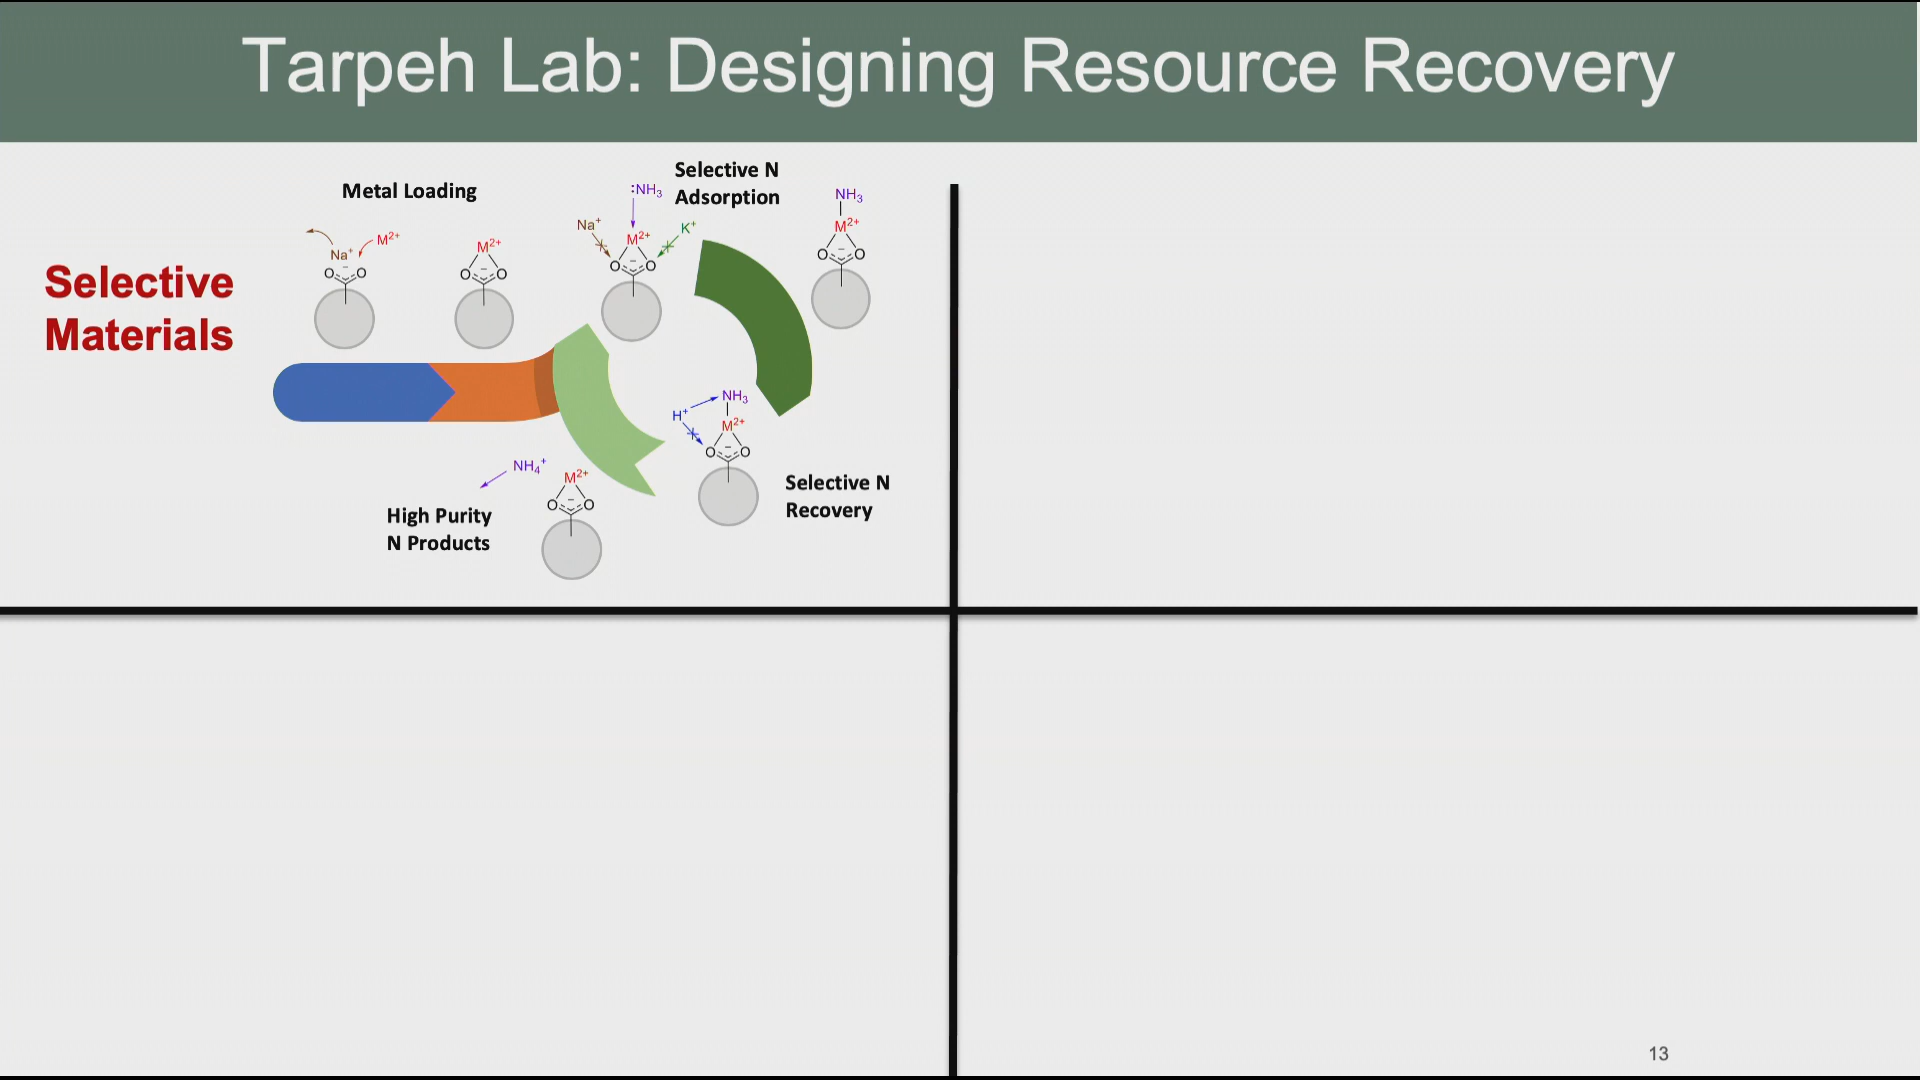 Tarpeh Lab: Designing Resource Recovery
Selective
Materials
Metal Loading
Na⁺
M²⁺
O O
M²⁺
O O
Selective N
Adsorption
:NH₃
Na⁺
K⁺
M²⁺
O O
NH₃
M²⁺
O O
H⁺
NH₃
M²⁺
O O
Selective N
Recovery
NH₄⁺
M²⁺
O O
High Purity
N Products
13